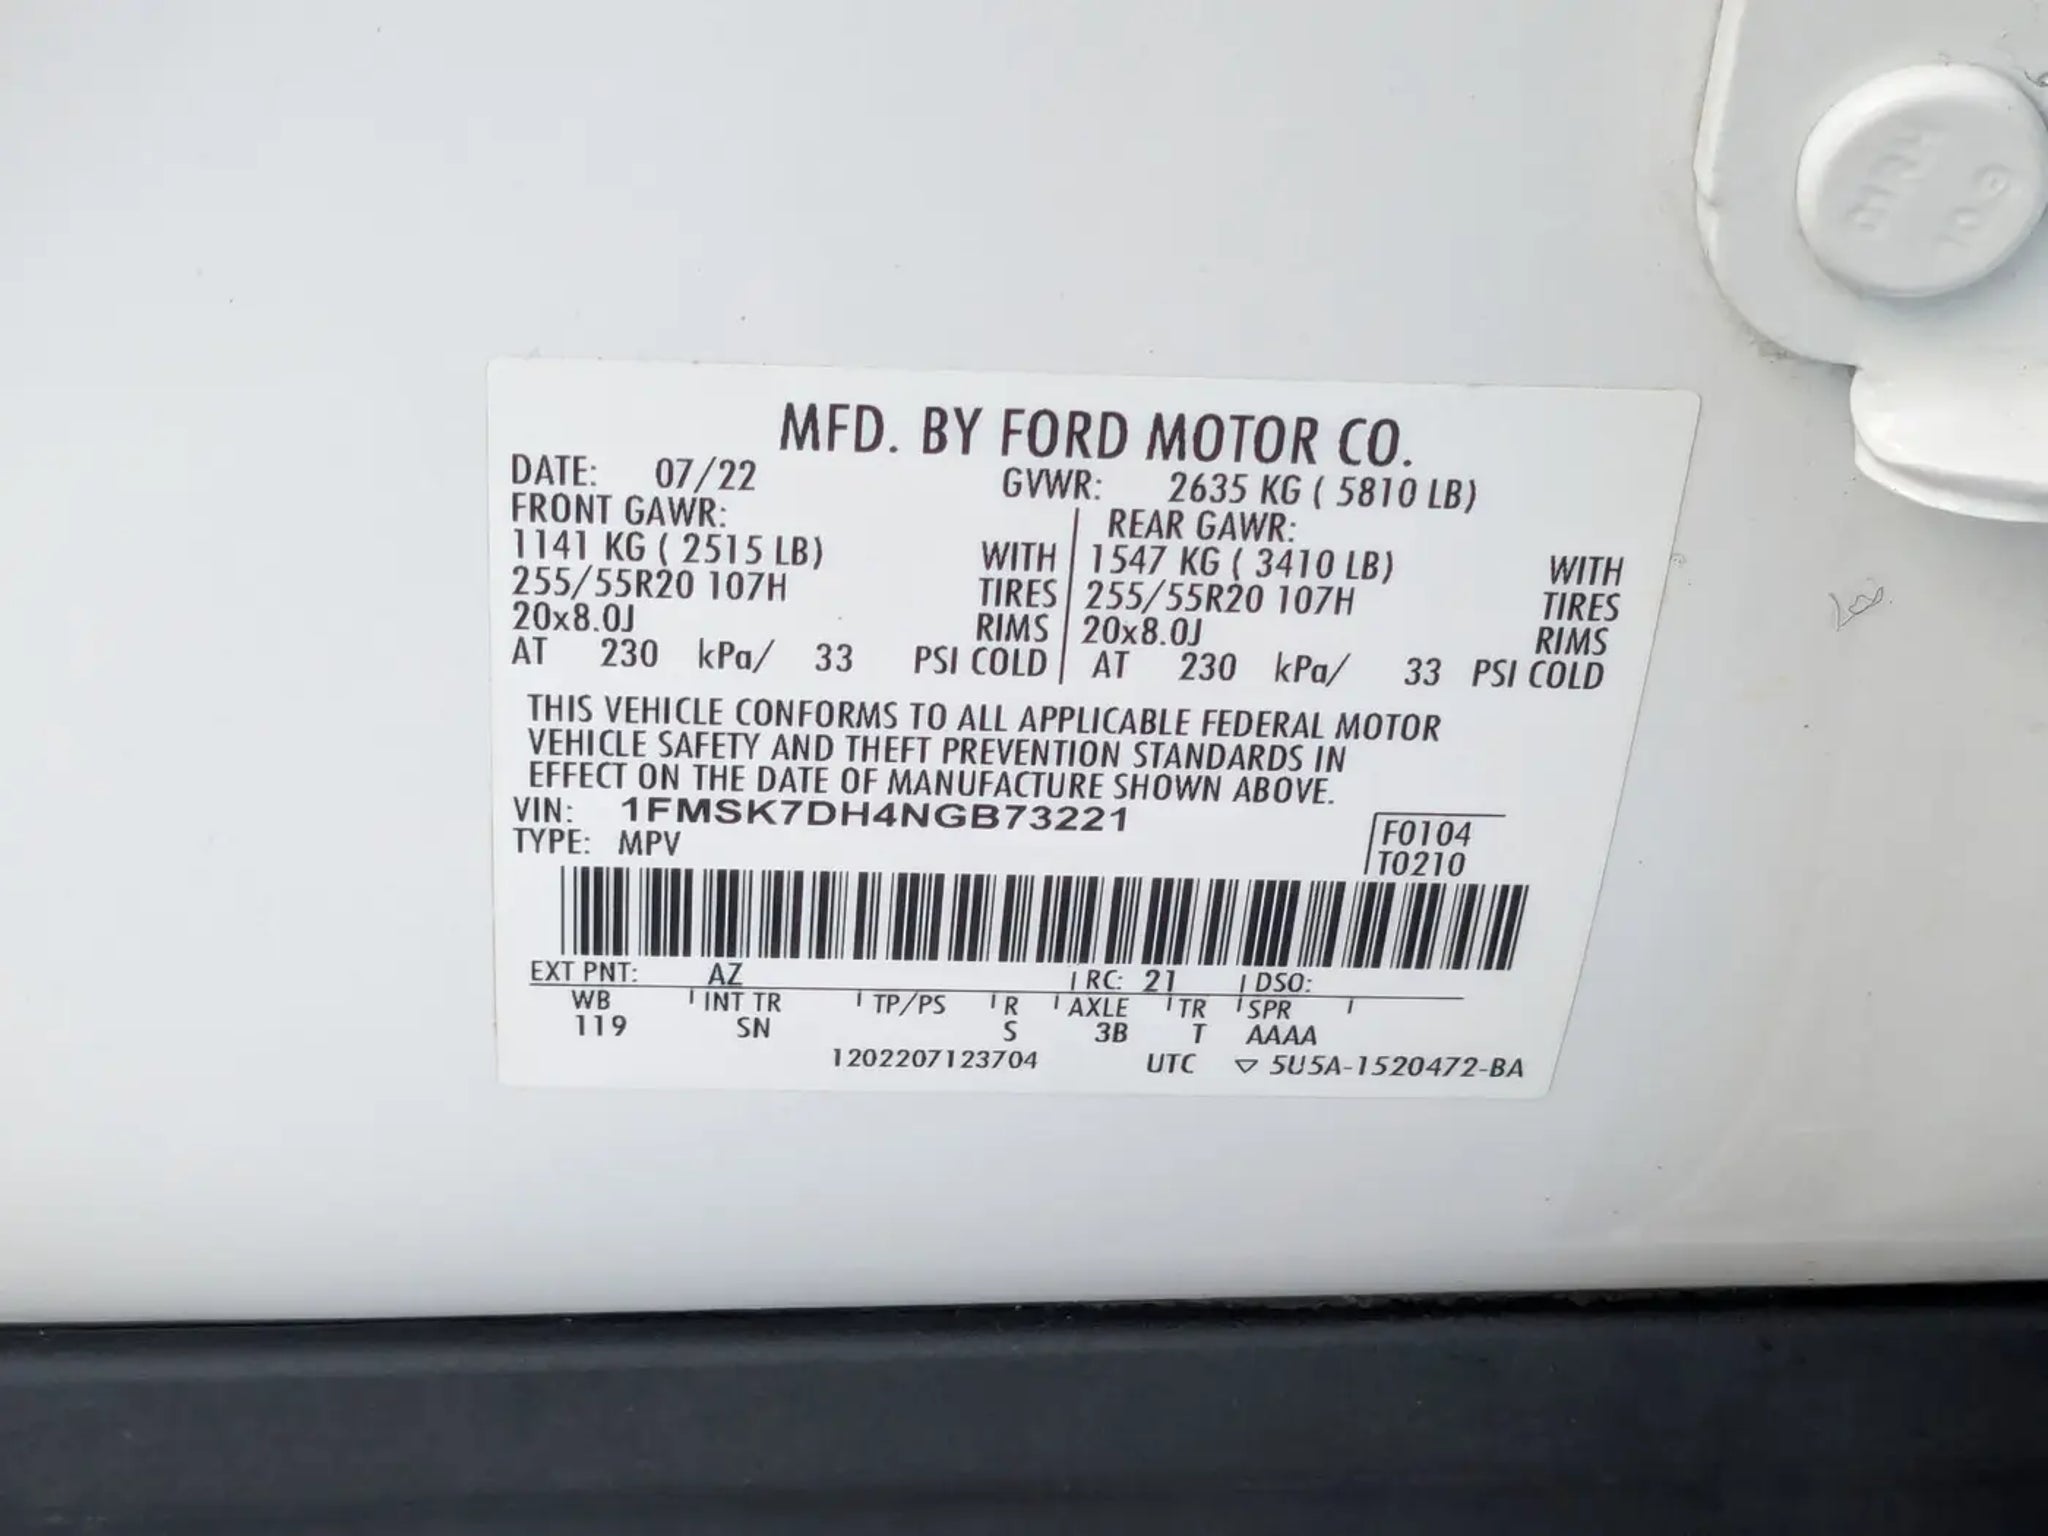 MFD. BY FORD MOTOR CO.
DATE: 07/22 GVWR: 2635 KG ( 5810 LB)
FRONT GAWR: REAR GAWR:
1141 KG ( 2515 LB) WITH 1547 KG ( 3410 LB) WITH
255/55R20 107H TIRES 255/55R20 107H TIRES
20x8.0J RIMS 20x8.0J RIMS
AT 230 kPa/ 33 PSI COLD AT 230 kPa/ 33 PSI COLD
THIS VEHICLE CONFORMS TO ALL APPLICABLE FEDERAL MOTOR
VEHICLE SAFETY AND THEFT PREVENTION STANDARDS IN
EFFECT ON THE DATE OF MANUFACTURE SHOWN ABOVE.
VIN: 1FMSK7DH4NGB73221
TYPE: MPV
F0104
T0210
EXT PNT: AZ RC: 21 DSO:
WB INT TR TP/PS R AXLE TR SPR
119 SN S 3B T AAAA
1202207123704 UTC ▽ 5U5A-1520472-BA